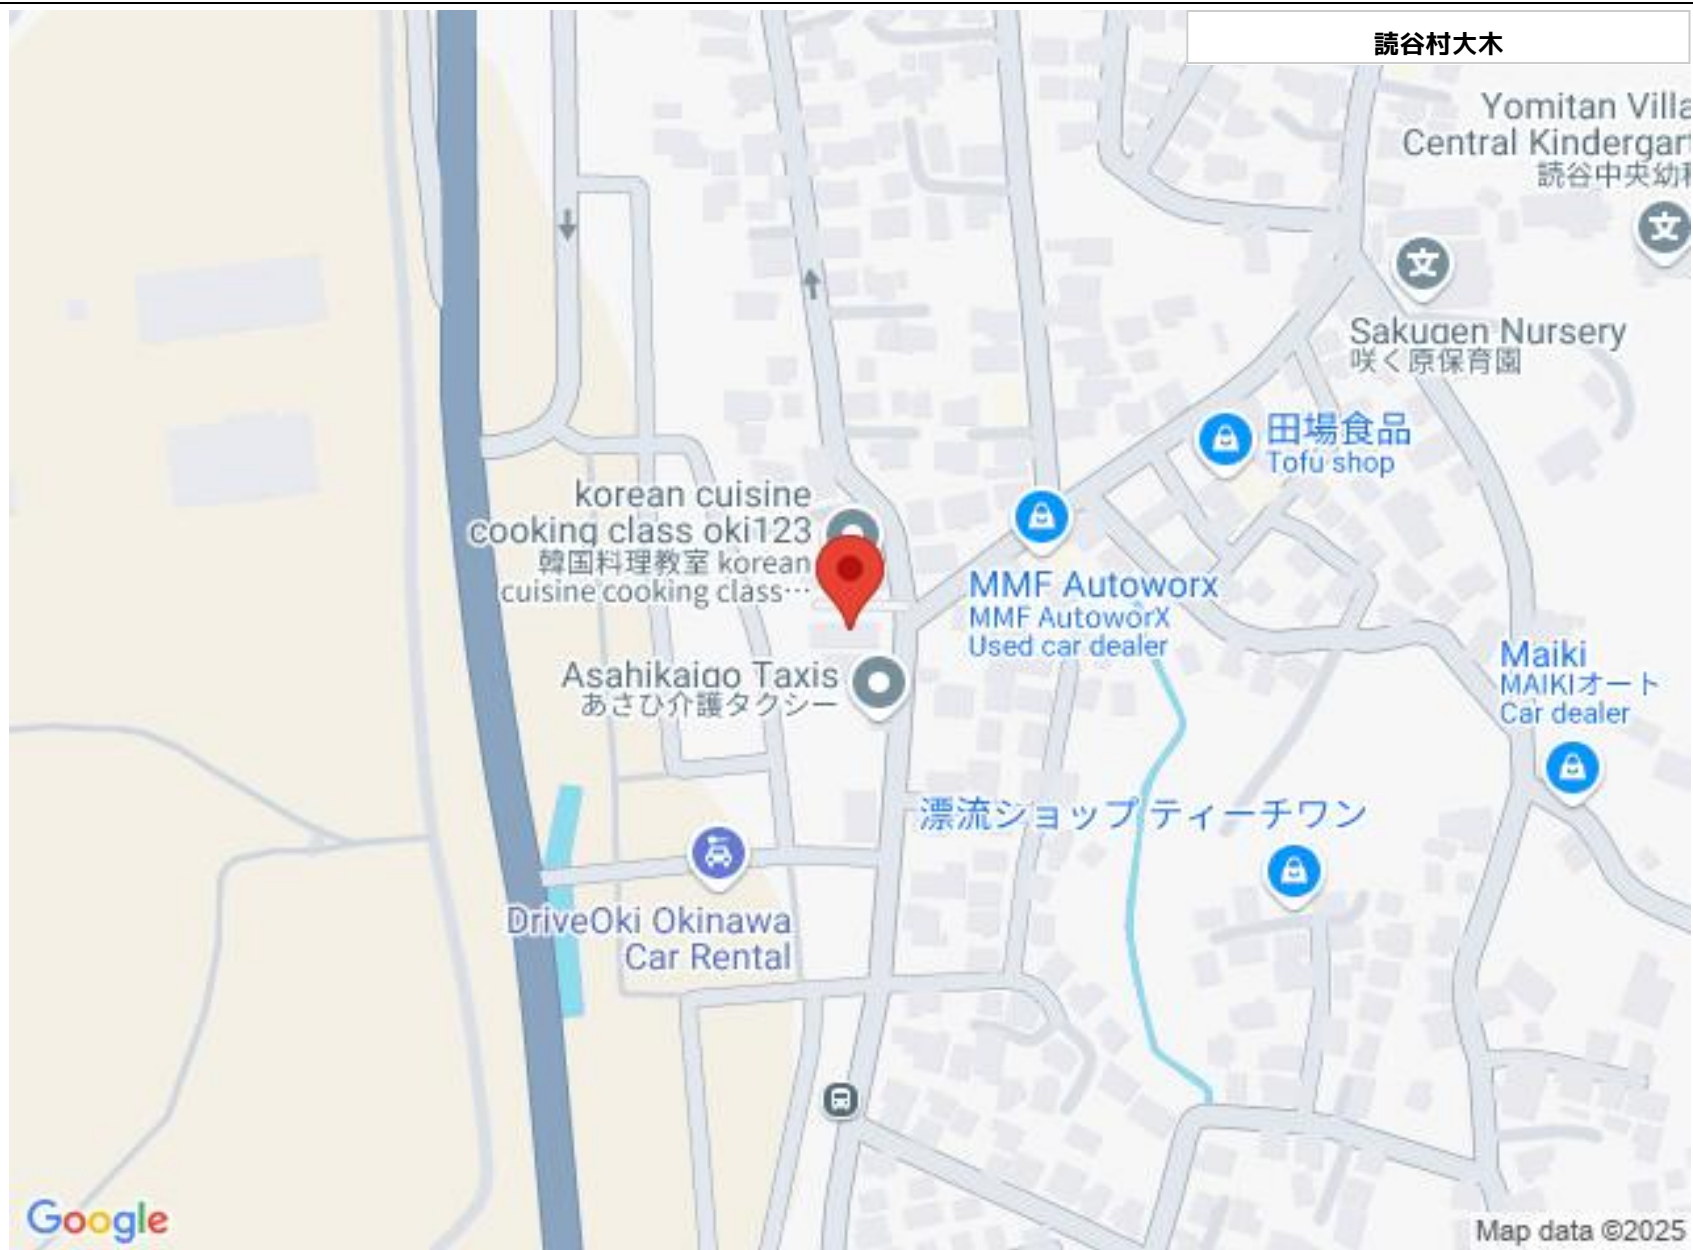 読谷村大木
Yomitan Villa
Central Kindergart
読谷中央幼稚
Sakugen Nursery
咲く原保育園
田場食品
Tofu shop
korean cuisine
cooking class oki123
韓国料理教室 korean
cuisine cooking class…
MMF Autoworx
MMF AutoworX
Used car dealer
Maiki
MAIKIオート
Car dealer
Asahikaigo Taxis
あさひ介護タクシー
漂流ショップ ティーチワン
DriveOki Okinawa
Car Rental
Google
Map data ©2025